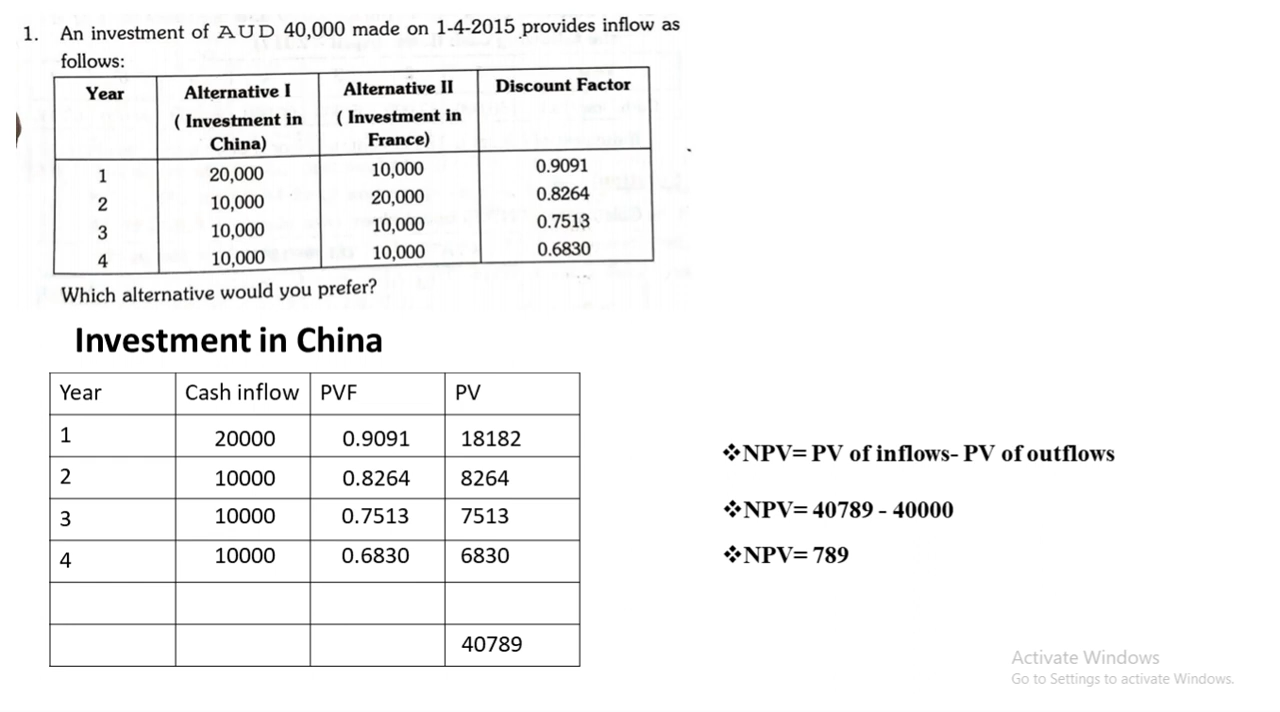 1. An investment of AUD 40,000 made on 1-4-2015 provides inflow as
follows:
Year Alternative I Alternative II Discount Factor
( Investment in ( Investment in
China) France)
1 20,000 10,000 0.9091
2 10,000 20,000 0.8264
3 10,000 10,000 0.7513
4 10,000 10,000 0.6830
Which alternative would you prefer?
Investment in China
Year Cash inflow PVF PV
1 20000 0.9091 18182
2 10000 0.8264 8264
3 10000 0.7513 7513
4 10000 0.6830 6830
40789
❖NPV= PV of inflows- PV of outflows
❖NPV= 40789 - 40000
❖NPV= 789
Activate Windows
Go to Settings to activate Windows.